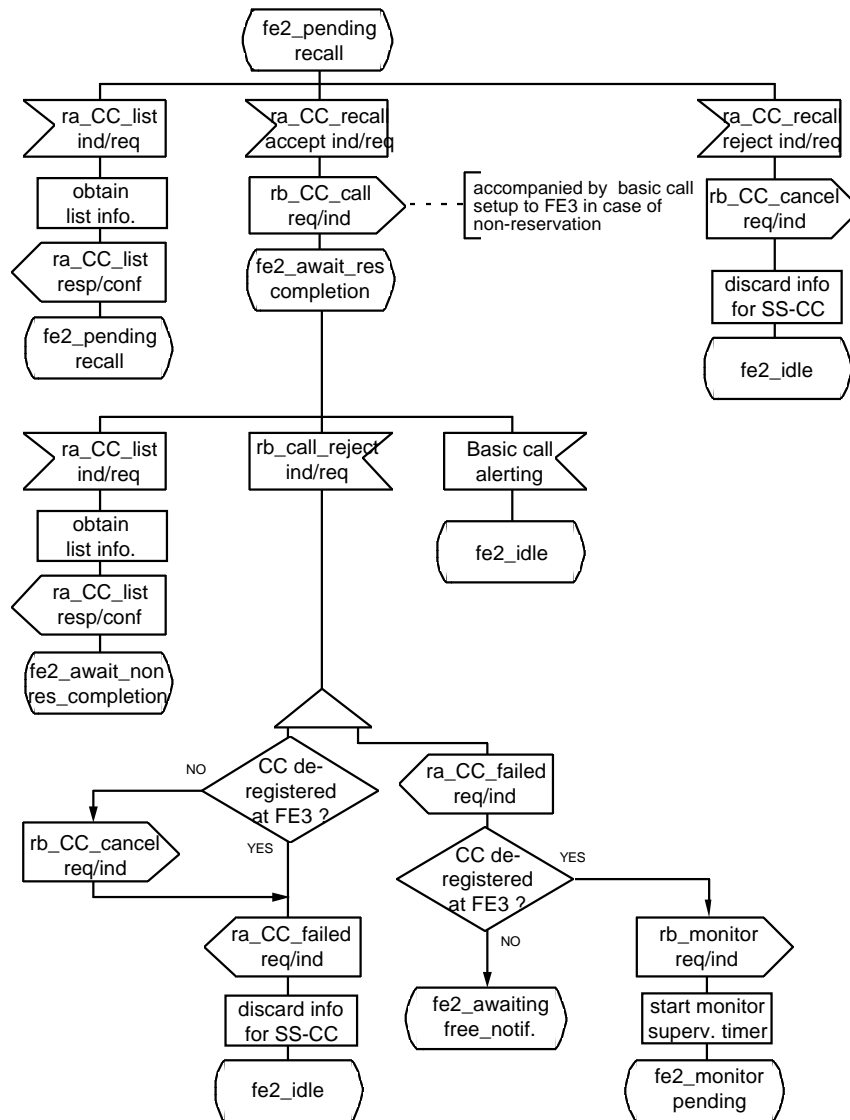 fe2_pending
recall
ra_CC_list
ind/req
ra_CC_recall
accept ind/req
ra_CC_recall
reject ind/req
obtain
list info.
rb_CC_call
req/ind
accompanied by basic call
setup to FE3 in case of
non-reservation
rb_CC_cancel
req/ind
ra_CC_list
resp/conf
fe2_await_res
completion
discard info
for SS-CC
fe2_pending
recall
fe2_idle
ra_CC_list
ind/req
rb_call_reject
ind/req
Basic call
alerting
obtain
list info.
fe2_idle
ra_CC_list
resp/conf
fe2_await_non
res_completion
NO
CC de-
registered
at FE3 ?
YES
ra_CC_failed
req/ind
rb_CC_cancel
req/ind
CC de-
registered
at FE3 ?
YES
NO
ra_CC_failed
req/ind
rb_monitor
req/ind
discard info
for SS-CC
fe2_awaiting
free_notif.
start monitor
superv. timer
fe2_idle
fe2_monitor
pending